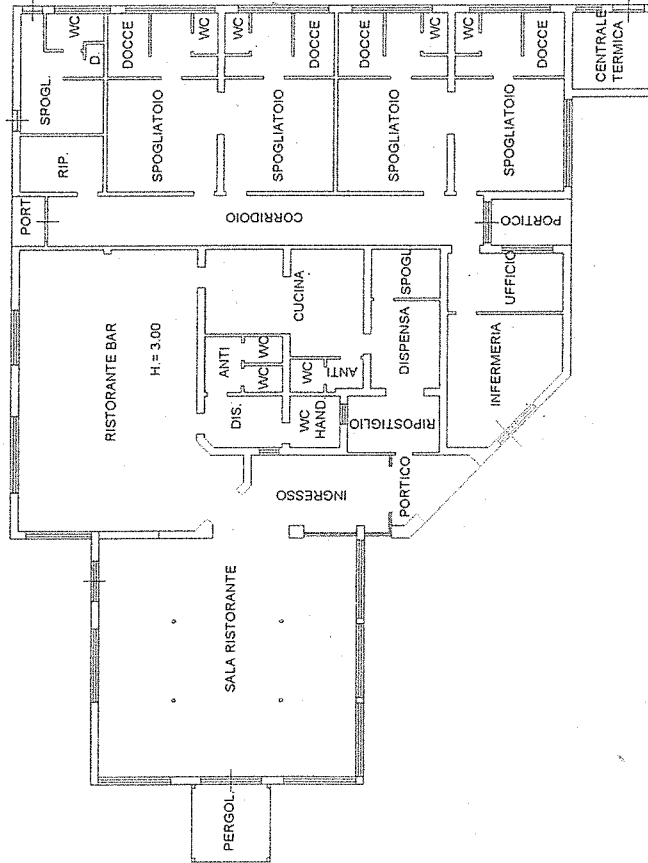 SPOGL.
WC
D.
DOCCE
WC
WC
DOCCE
DOCCE
WC
WC
DOCCE
CENTRALE
TERMICA
RIP.
SPOGLIATOIO
SPOGLIATOIO
SPOGLIATOIO
SPOGLIATOIO
PORT
CORRIDOIO
PORTICO
RISTORANTE BAR
H.= 3.00
CUCINA
SPOGL
UFFICIO
ANTI
WC
WC
WC
ANTI
DISPENSA
INFERMERIA
DIS.
WC
HAND.
RIPOSTIGLIO
INGRESSO
PORTICO
SALA RISTORANTE
PERGOL.